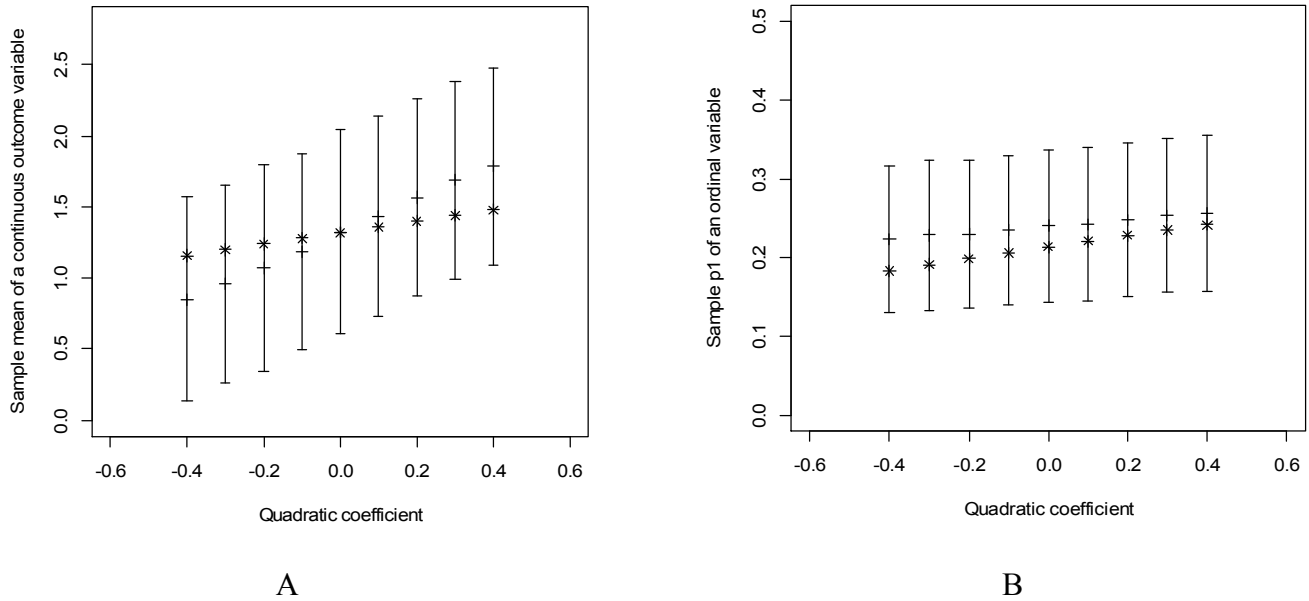 Sample mean of a continuous outcome variable
2.5
2.0
1.5
1.0
0.5
0.0
-0.6 -0.4 -0.2 0.0 0.2 0.4 0.6
Quadratic coefficient
A
Sample p1 of an ordinal variable
0.5
0.4
0.3
0.2
0.1
0.0
-0.6 -0.4 -0.2 0.0 0.2 0.4 0.6
Quadratic coefficient
B